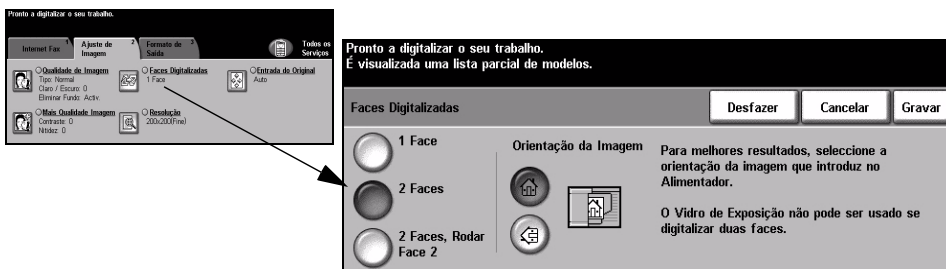 Pronto a digitalizar o seu trabalho.
Internet Fax 1
Ajuste de Imagem 2
Formato de Saída 3
Todos os Serviços
Qualidade de Imagem
Tipo: Normal
Claro / Escuro: 0
Eliminar Fundo: Activ.
Faces Digitalizadas
1 Face
Entrada do Original
Auto
Mais Qualidade Imagem
Contraste: 0
Nitidez: 0
Resolução
200x200(Fine)
Pronto a digitalizar o seu trabalho.
É visualizada uma lista parcial de modelos.
Faces Digitalizadas
Desfazer
Cancelar
Gravar
1 Face
2 Faces
2 Faces, Rodar
Face 2
Orientação da Imagem
Para melhores resultados, seleccione a
orientação da imagem que introduz no
Alimentador.
O Vidro de Exposição não pode ser usado se
digitalizar duas faces.